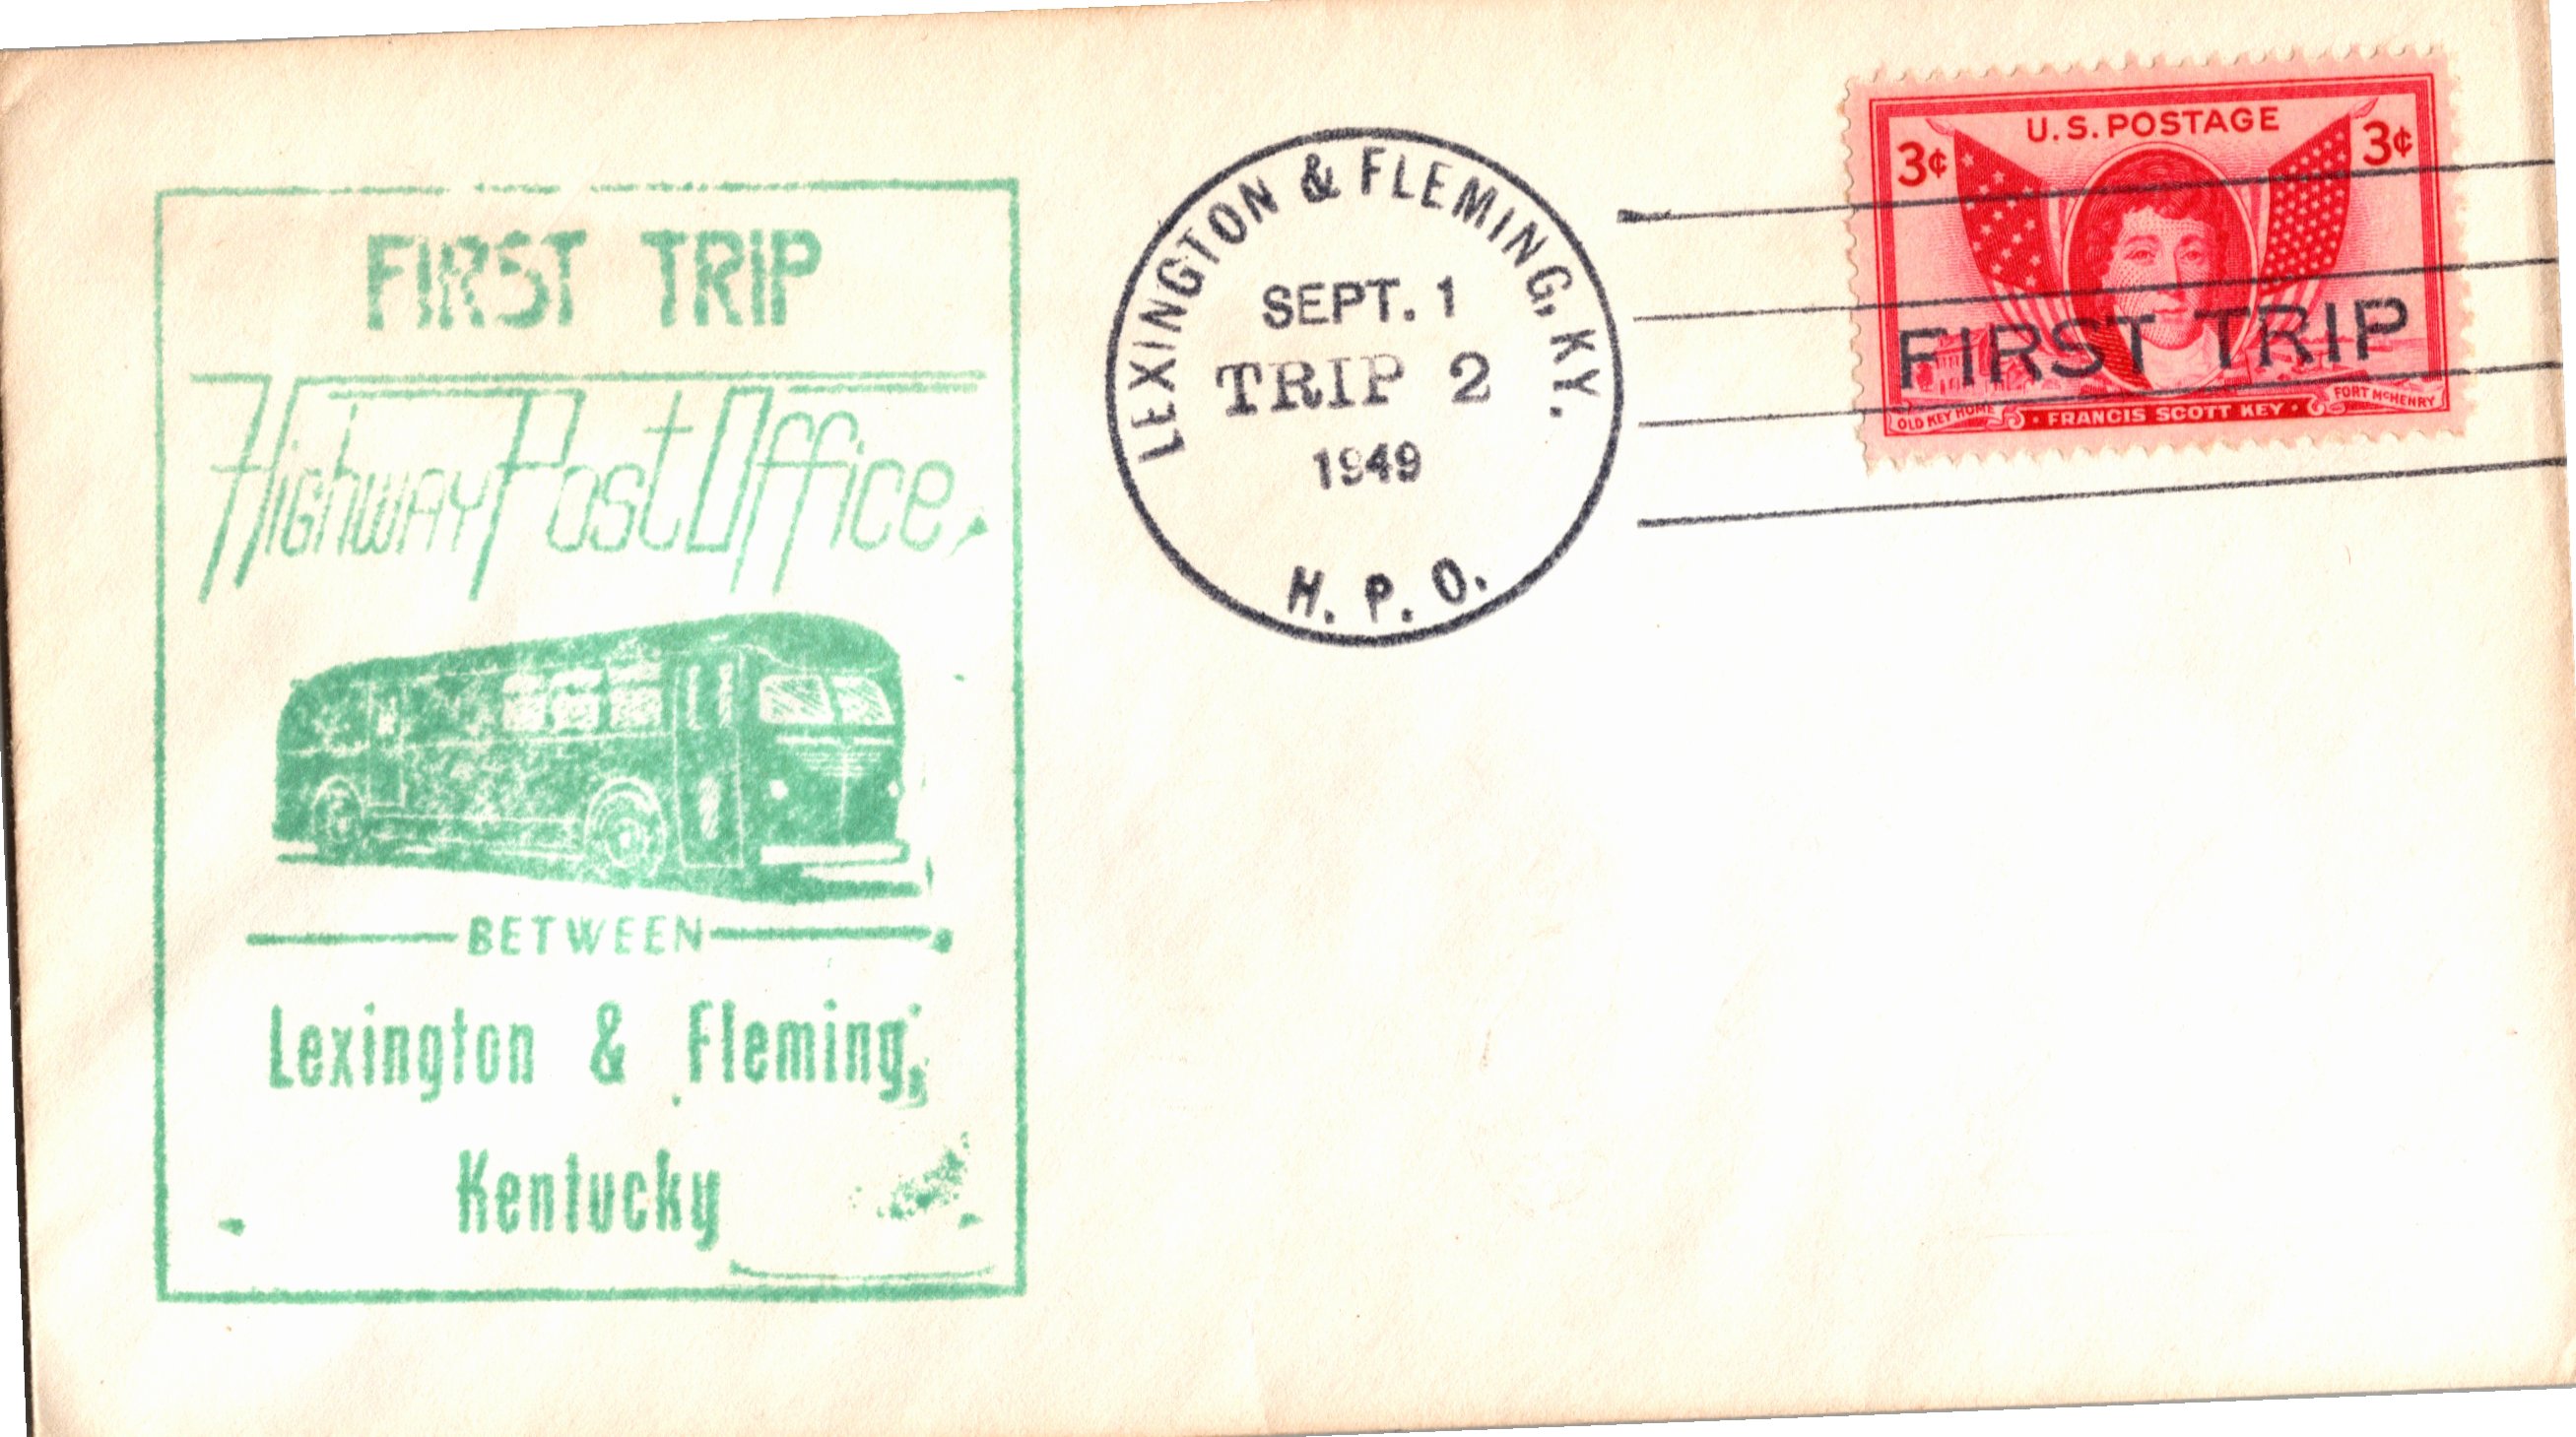 FIRST TRIP
Highway Post Office
BETWEEN
Lexington & Fleming,
Kentucky
LEXINGTON & FLEMING, KY.
SEPT. 1
TRIP 2
1949
H. P. O.
U.S. POSTAGE
3¢ 3¢
FIRST TRIP
OLD KEY HOME · FRANCIS SCOTT KEY · FORT McHENRY